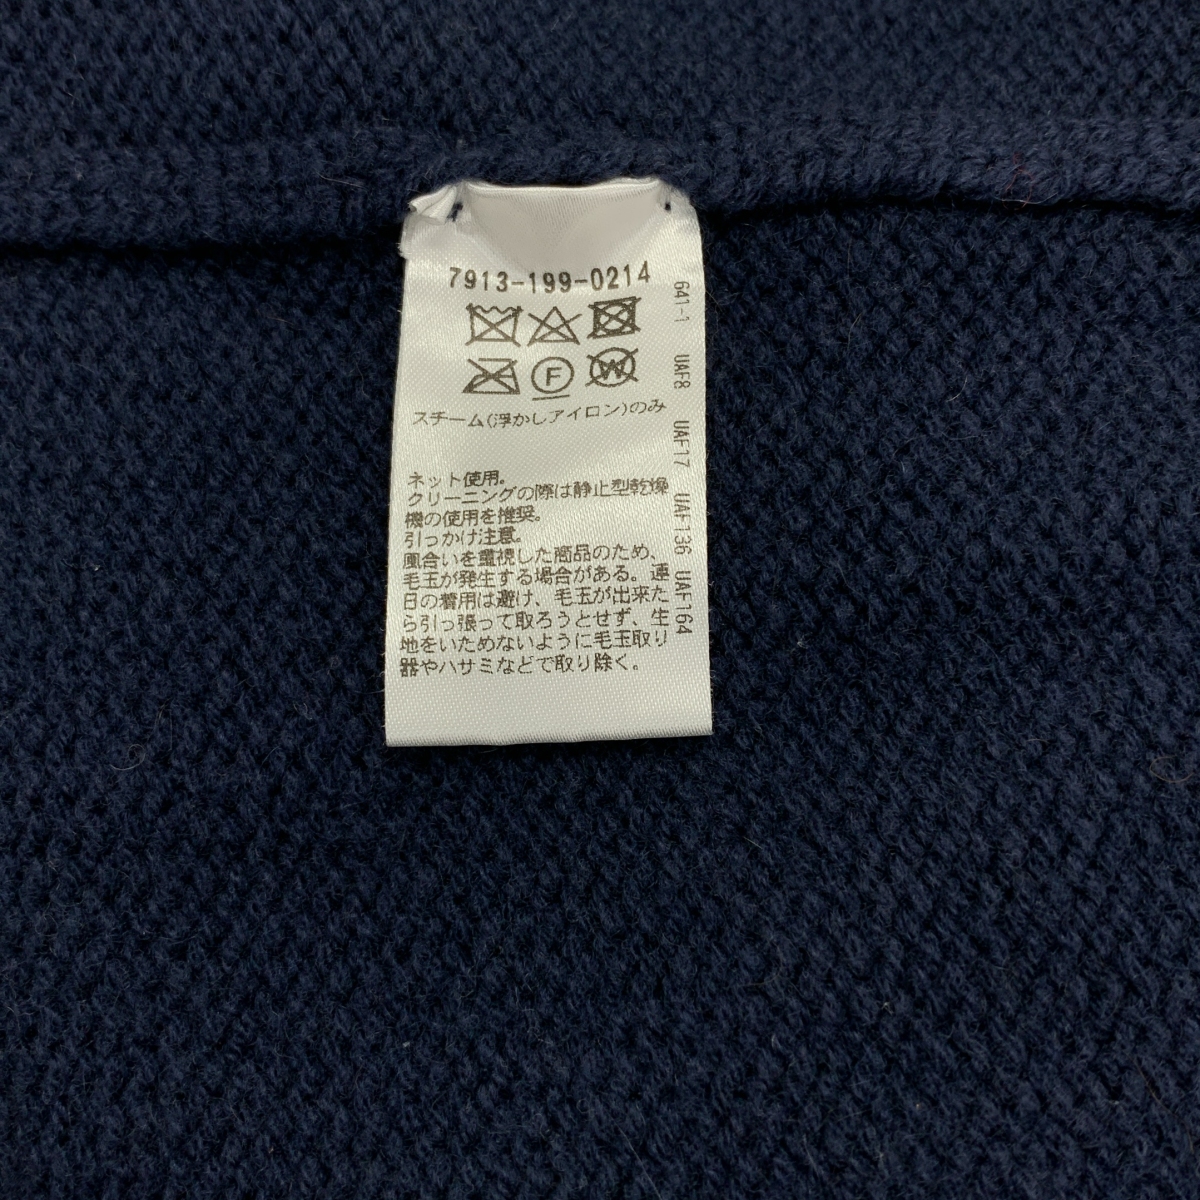 7913-199-0214
F W
スチーム(浮かしアイロン)のみ
ネット使用。
クリーニングの際は静止型乾燥
機の使用を推奨。
引っかけ注意。
風合いを重視した商品のため、
毛玉が発生する場合がある。連
日の着用は避け、毛玉が出来た
ら引っ張って取ろうとせず、生
地をいためないように毛玉取り
器やハサミなどで取り除く。
641-1 UAF8 UAF17 UAF136 UAF164